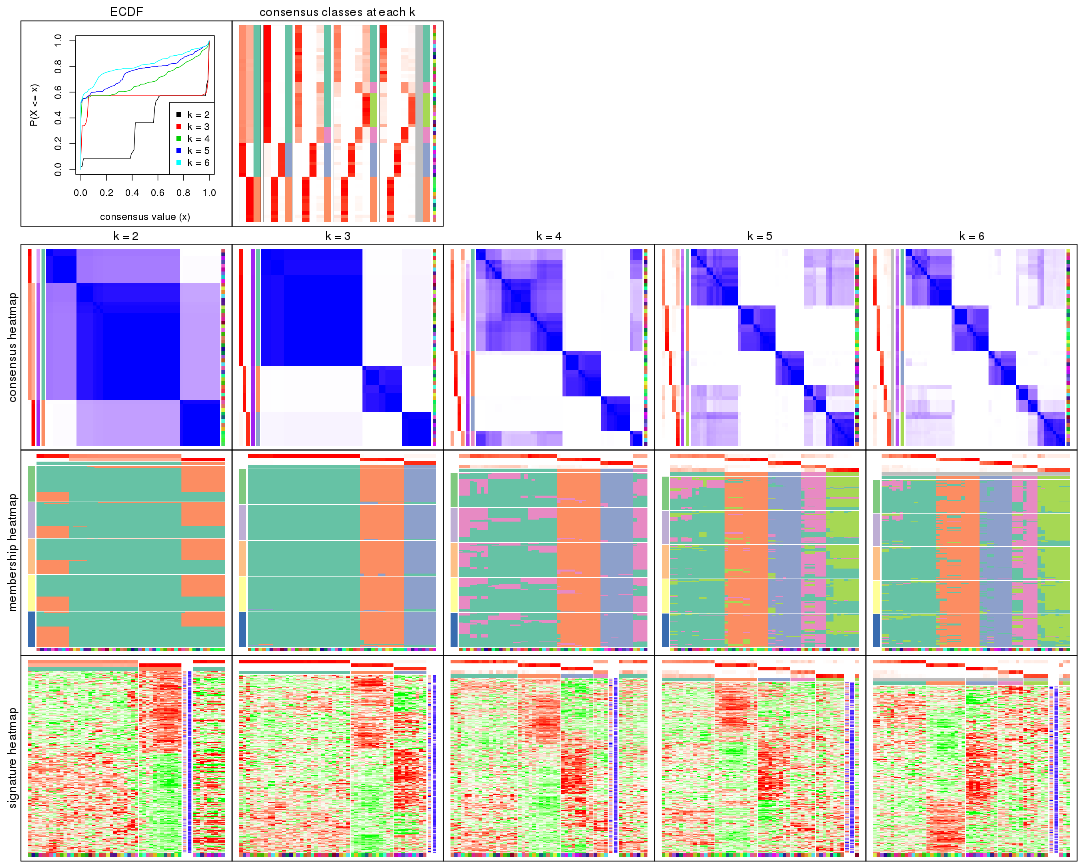 ECDF
consensus classes at each k
P(X <= x)
0.0 0.2 0.4 0.6 0.8 1.0
k = 2
k = 3
k = 4
k = 5
k = 6
0.0 0.2 0.4 0.6 0.8 1.0
consensus value (x)
k = 2
k = 3
k = 4
k = 5
k = 6
consensus heatmap
membership heatmap
signature heatmap